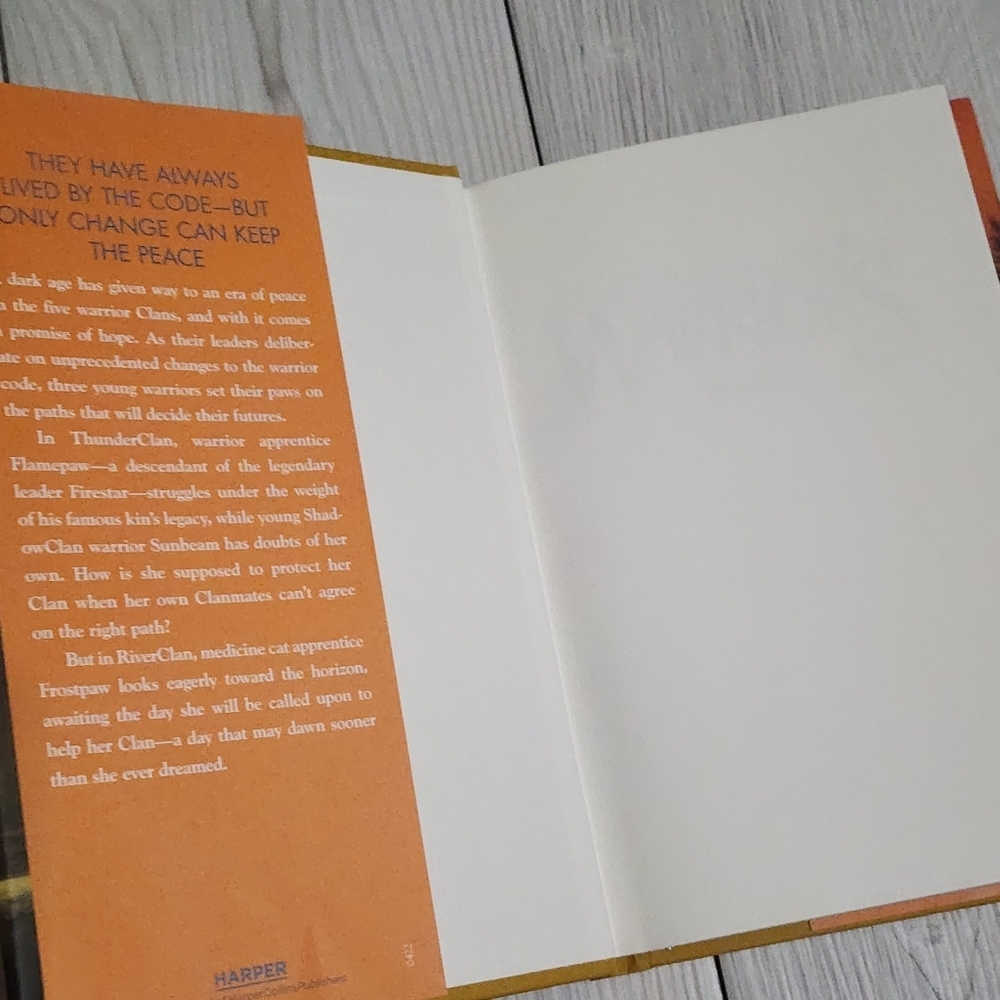 THEY HAVE ALWAYS
LIVED BY THE CODE—BUT
ONLY CHANGE CAN KEEP
THE PEACE
dark age has given way to an era of peace
the five warrior Clans, and with it comes
promise of hope. As their leaders deliber-
ate on unprecedented changes to the warrior
code, three young warriors set their paws on
the paths that will decide their futures.
In ThunderClan, warrior apprentice
Flamepaw—a descendant of the legendary
leader Firestar—struggles under the weight
of his famous kin's legacy, while young Shad-
owClan warrior Sunbeam has doubts of her
own. How is she supposed to protect her
Clan when her own Clanmates can't agree
on the right path?
But in RiverClan, medicine cat apprentice
Frostpaw looks eagerly toward the horizon,
awaiting the day she will be called upon to
help her Clan—a day that may dawn sooner
than she ever dreamed.
HARPER
HarperCollinsPublishers
0422